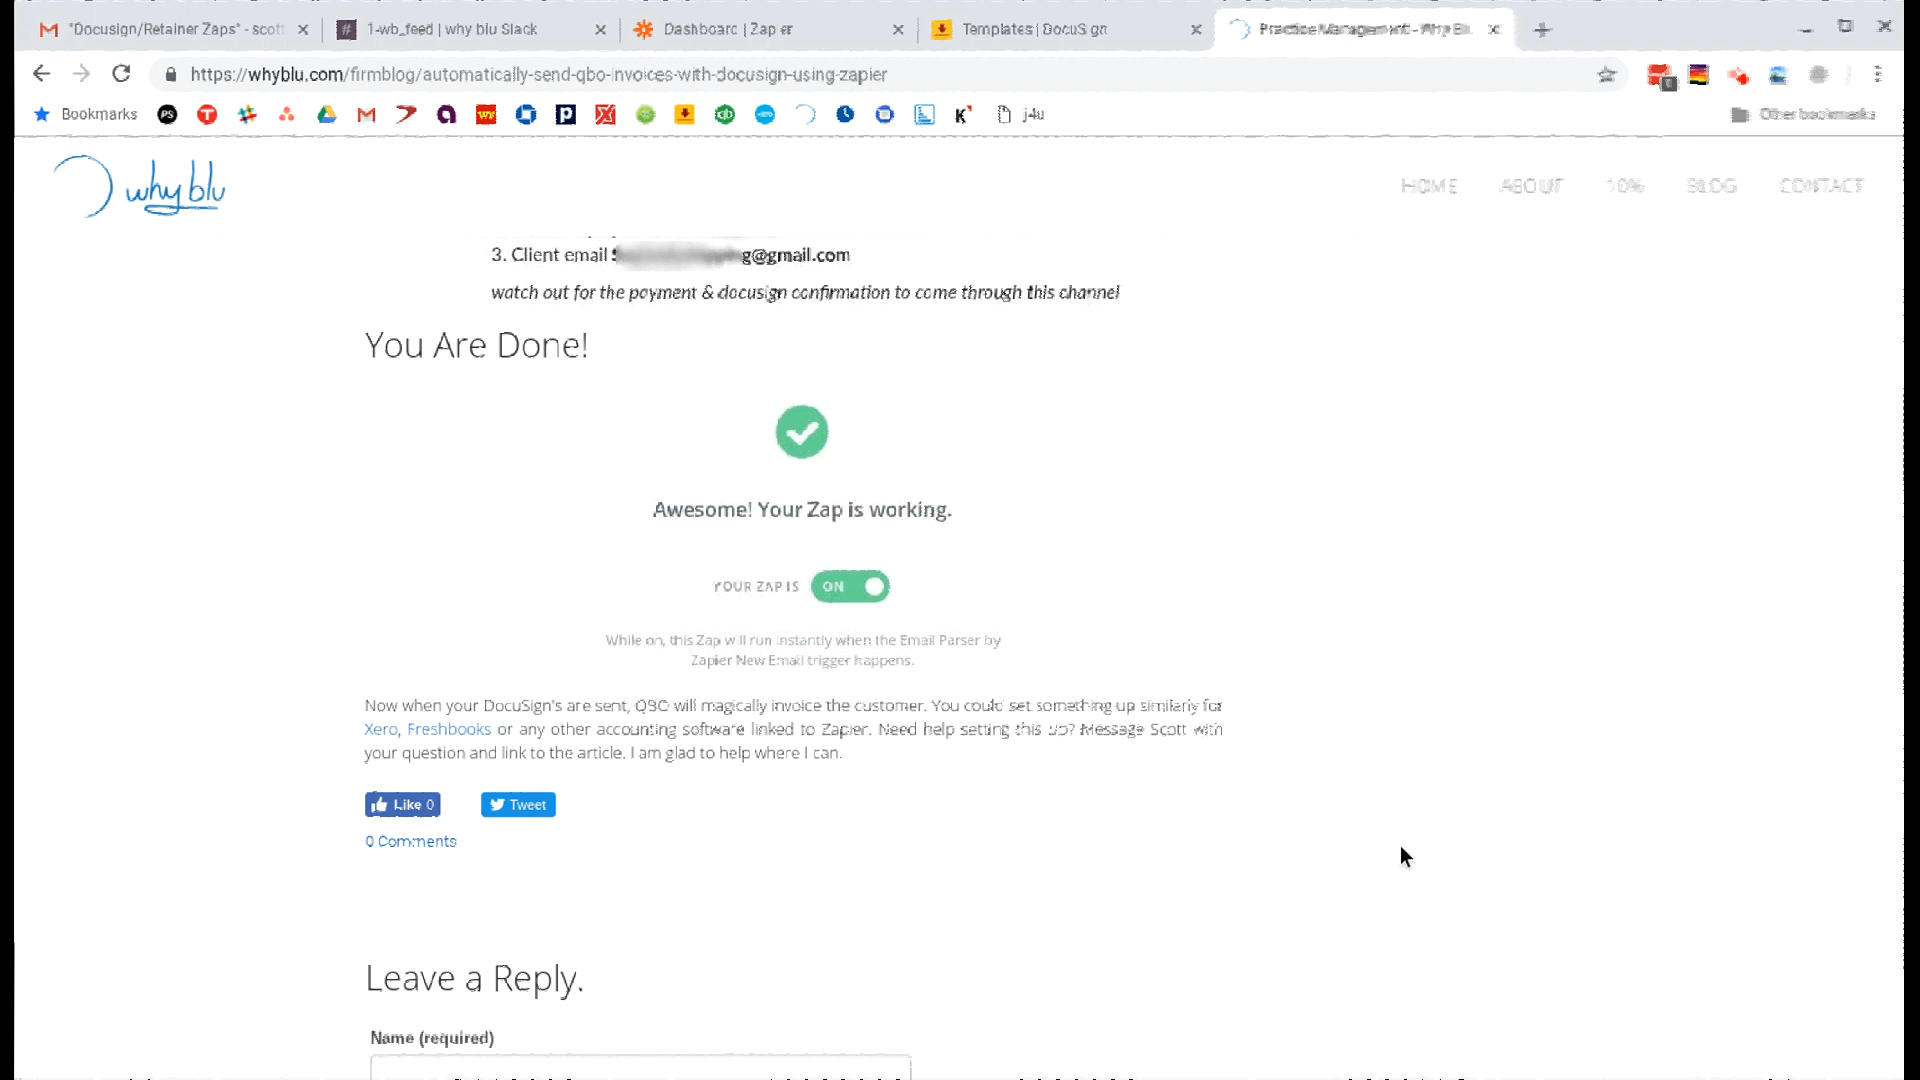 "Docusign/Retainer Zaps" - scott
1-wb_feed | why blu Slack
Dashboard | Zapier
Templates | DocuSign
Practice Management - Why Bl
https://whyblu.com/firmblog/automatically-send-qbo-invoices-with-docusign-using-zapier
Bookmarks
j4u
Other bookmarks
why blu
HOME
ABOUT
10%
BLOG
CONTACT
3. Client email g@gmail.com
watch out for the payment & docusign confirmation to come through this channel
You Are Done!
Awesome! Your Zap is working.
YOUR ZAP IS ON
While on, this Zap will run instantly when the Email Parser by
Zapier New Email trigger happens.
Now when your DocuSign's are sent, QBO will magically invoice the customer. You could set something up similarly for
Xero, Freshbooks or any other accounting software linked to Zapier. Need help setting this up? Message Scott with
your question and link to the article. I am glad to help where I can.
Like 0
Tweet
0 Comments
Leave a Reply.
Name (required)